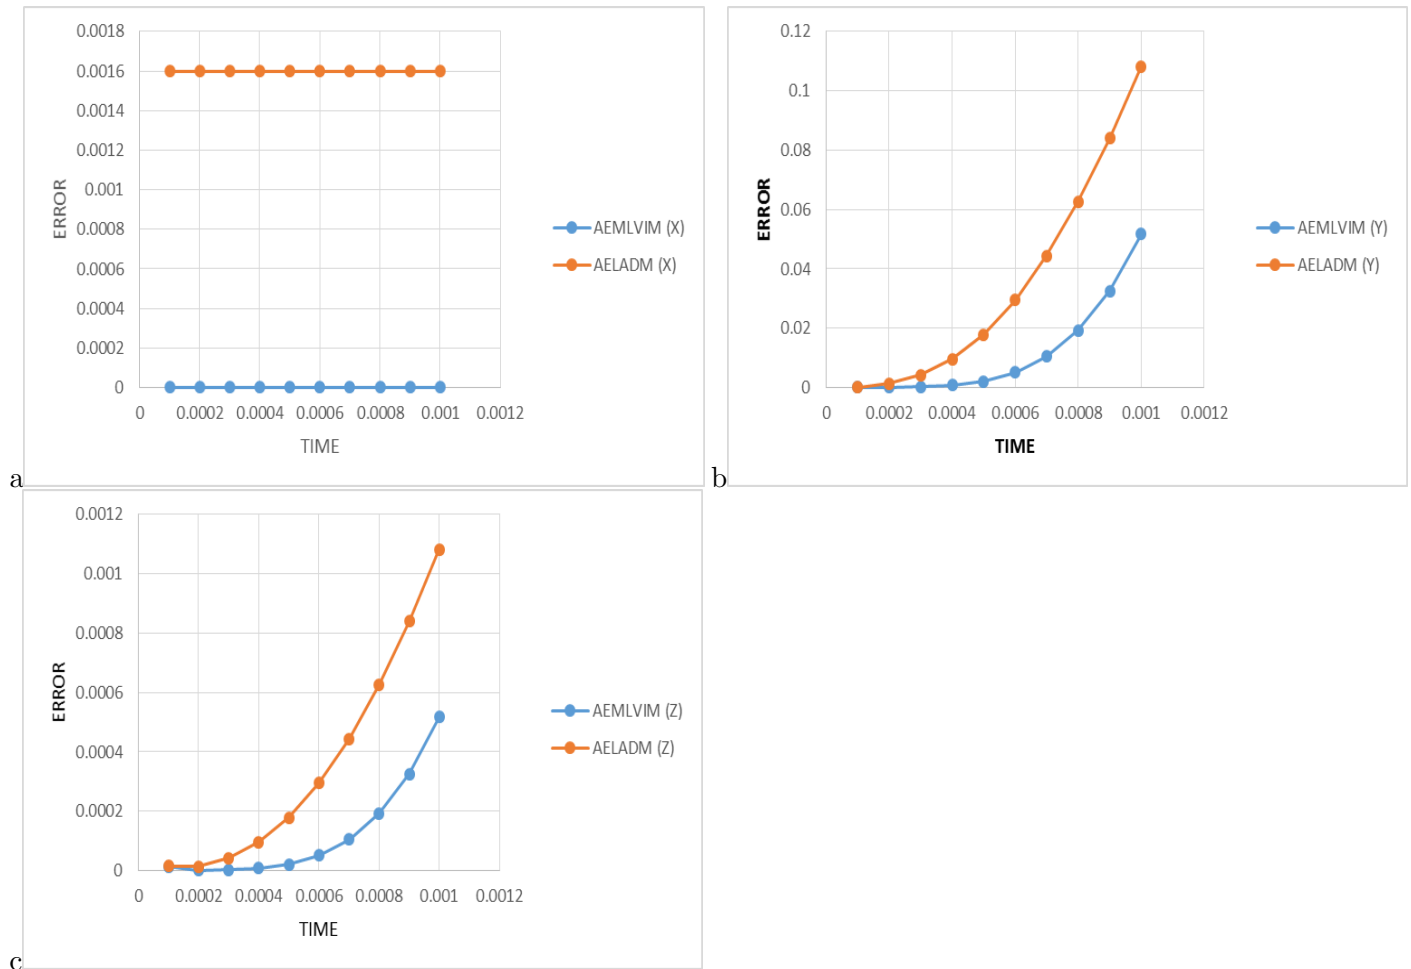 0.0018
0.0016
0.0014
0.0012
0.001
0.0008
0.0006
0.0004
0.0002
0
0 0.0002 0.0004 0.0006 0.0008 0.001 0.0012
ERROR
TIME
AEMLVIM (X)
AELADM (X)
a
0.12
0.1
0.08
0.06
0.04
0.02
0
0 0.0002 0.0004 0.0006 0.0008 0.001 0.0012
ERROR
TIME
AEMLVIM (Y)
AELADM (Y)
b
0.0012
0.001
0.0008
0.0006
0.0004
0.0002
0
0 0.0002 0.0004 0.0006 0.0008 0.001 0.0012
ERROR
TIME
AEMLVIM (Z)
AELADM (Z)
c